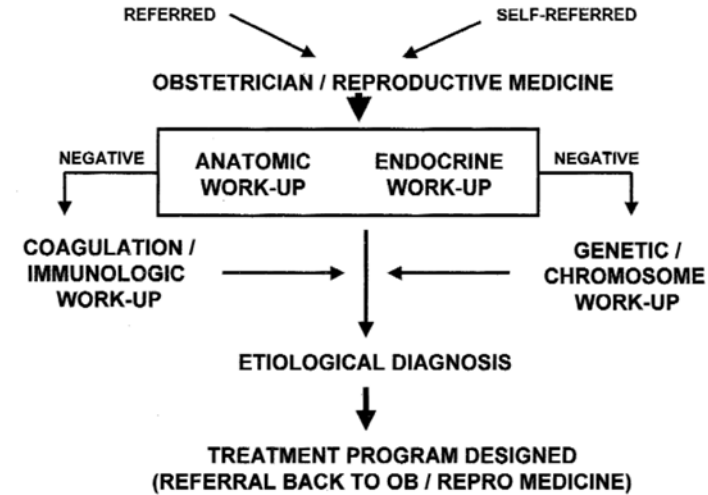 REFERRED
SELF-REFERRED
OBSTETRICIAN / REPRODUCTIVE MEDICINE
NEGATIVE
ANATOMIC
WORK-UP
ENDOCRINE
WORK-UP
NEGATIVE
COAGULATION /
IMMUNOLOGIC
WORK-UP
GENETIC /
CHROMOSOME
WORK-UP
ETIOLOGICAL DIAGNOSIS
TREATMENT PROGRAM DESIGNED
(REFERRAL BACK TO OB / REPRO MEDICINE)